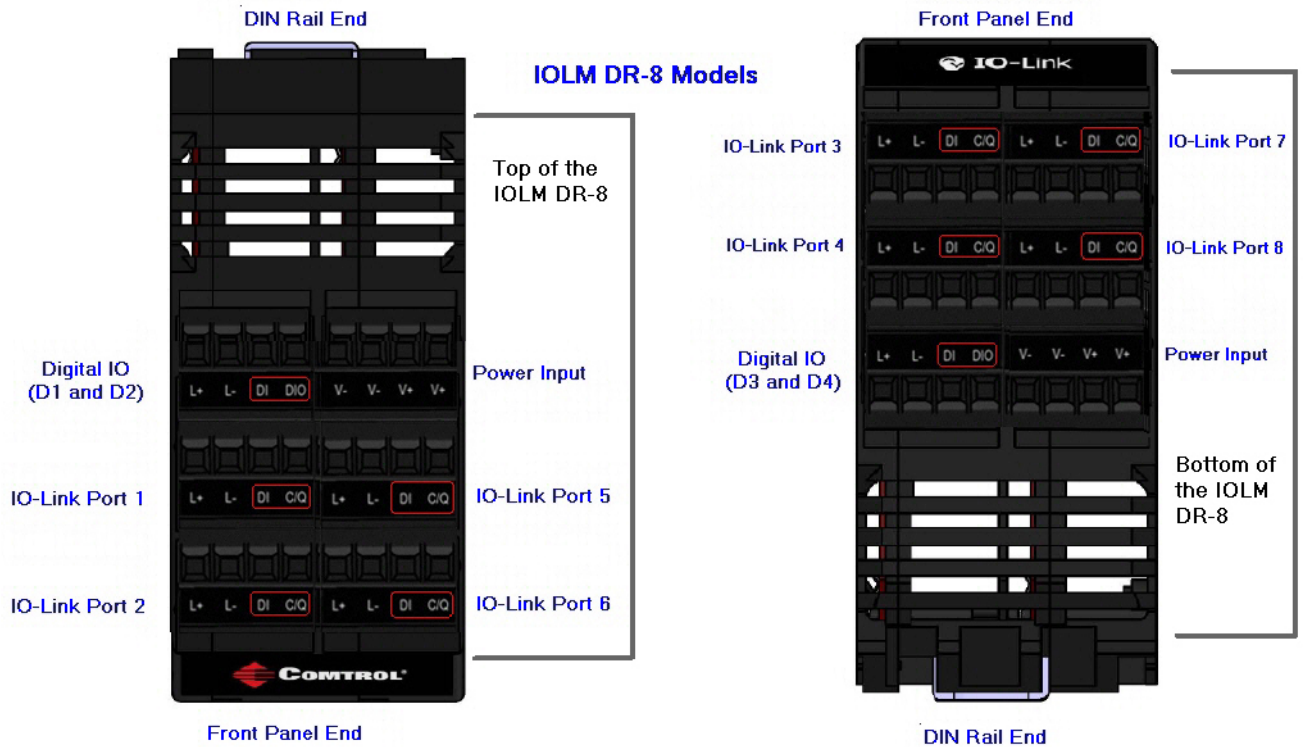 DIN Rail End
Front Panel End
IOLM DR-8 Models
IO-Link
Top of the
IOLM DR-8
IO-Link Port 3
L+ L- DI C/Q L+ L- DI C/Q
IO-Link Port 7
IO-Link Port 4
L+ L- DI C/Q L+ L- DI C/Q
IO-Link Port 8
Digital IO
(D1 and D2)
L+ L- DI DIO V- V- V+ V+
Power Input
Digital IO
(D3 and D4)
L+ L- DI DIO V- V- V+ V+
Power Input
IO-Link Port 1
L+ L- DI C/Q L+ L- DI C/Q
IO-Link Port 5
Bottom of
the IOLM
DR-8
IO-Link Port 2
L+ L- DI C/Q L+ L- DI C/Q
IO-Link Port 6
COMTROL®
Front Panel End
DIN Rail End